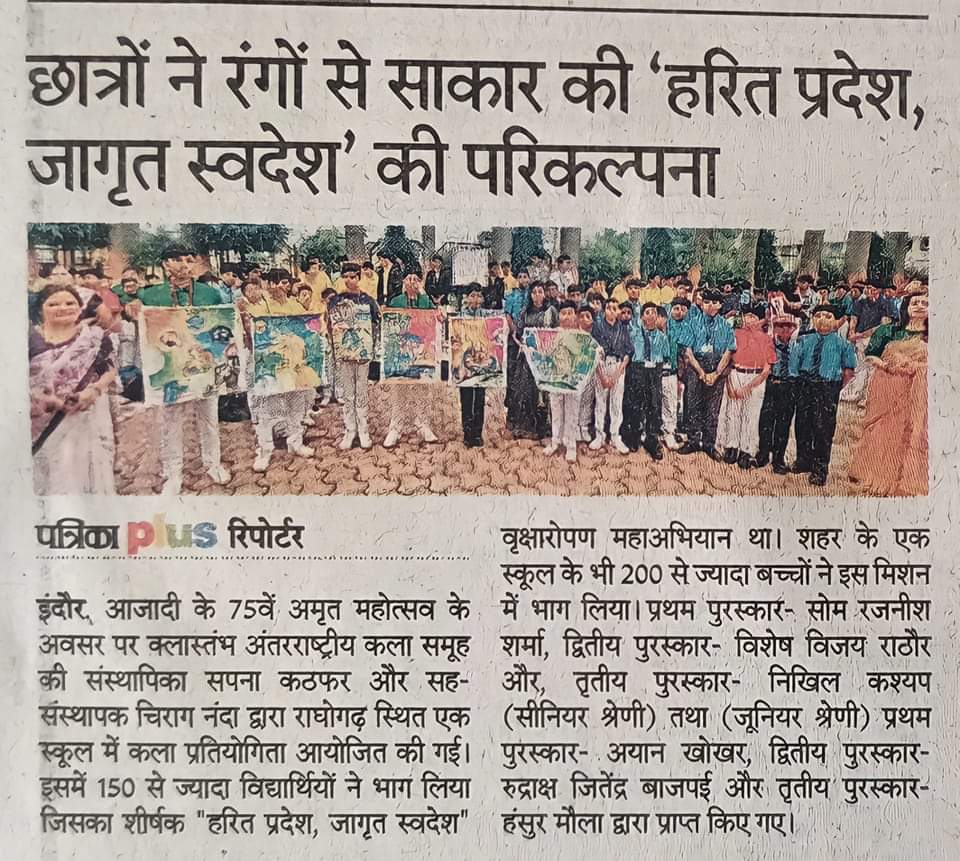 छात्रों ने रंगों से साकार की 'हरित प्रदेश,
जागृत स्वदेश' की परिकल्पना
पत्रिका plus रिपोर्टर
इंदौर. आजादी के 75वें अमृत महोत्सव के
अवसर पर क्लास्तंभ अंतरराष्ट्रीय कला समूह
की संस्थापिका सपना कठफर और सह-
संस्थापक चिराग नंदा द्वारा राघोगढ़ स्थित एक
स्कूल में कला प्रतियोगिता आयोजित की गई।
इसमें 150 से ज्यादा विद्यार्थियों ने भाग लिया
जिसका शीर्षक "हरित प्रदेश, जागृत स्वदेश"
वृक्षारोपण महाअभियान था। शहर के एक
स्कूल के भी 200 से ज्यादा बच्चों ने इस मिशन
में भाग लिया। प्रथम पुरस्कार- सोम रजनीश
शर्मा, द्वितीय पुरस्कार- विशेष विजय राठौर
और, तृतीय पुरस्कार- निखिल कश्यप
(सीनियर श्रेणी) तथा (जूनियर श्रेणी) प्रथम
पुरस्कार- अयान खोखर, द्वितीय पुरस्कार-
रुद्राक्ष जितेंद्र बाजपई और तृतीय पुरस्कार-
हंसुर मौला द्वारा प्राप्त किए गए।